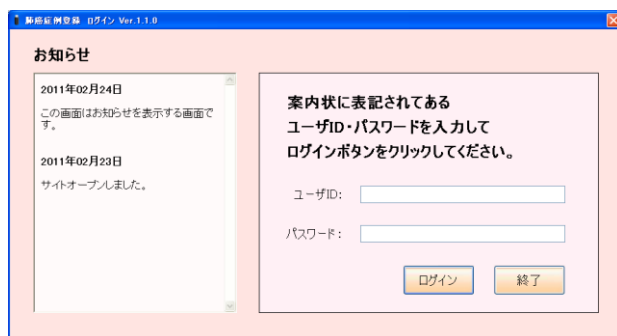 肺癌症例登録 ログイン Ver.1.1.0
お知らせ
2011年02月24日
この画面はお知らせを表示する画面で
す。
2011年02月23日
サイトオープンしました。
案内状に表記されてある
ユーザID・パスワードを入力して
ログインボタンをクリックしてください。
ユーザID:
パスワード:
ログイン
終了